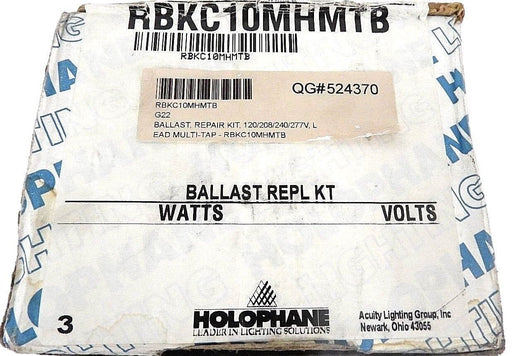 RBKC10MHMTB
RBKC10MHMTB
RBKC10MHMTB
QG#524370
G22
BALLAST, REPAIR KIT, 120/208/240/277V, L
EAD MULTI-TAP - RBKC10MHMTB
BALLAST REPL KT
WATTS VOLTS
3
HOLOPHANE
LEADER IN LIGHTING SOLUTIONS
Acuity Lighting Group, Inc
Newark, Ohio 43055